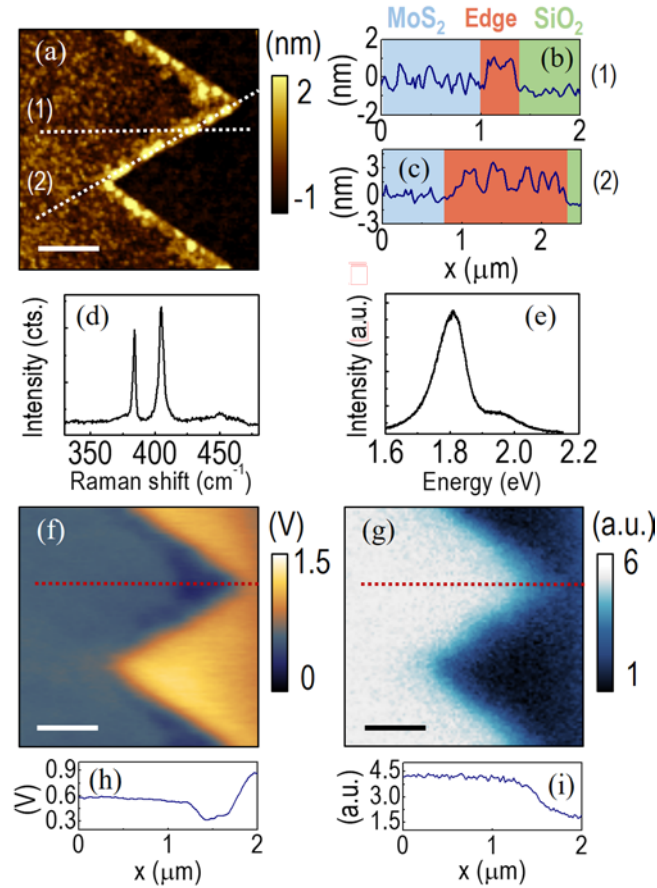 MoS₂ Edge SiO₂
(a)
(nm)
2
-1
(1)
(2)
2
0
-2
(nm)
(b)
(1)
0 1 2
3
0
-3
(nm)
(c)
(2)
0 1 2
x (μm)
(d)
Intensity (cts.)
350 400 450
Raman shift (cm⁻¹)
(e)
Intensity (a.u.)
1.6 1.8 2.0 2.2
Energy (eV)
(f)
(V)
1.5
0
(g)
(a.u.)
6
1
(h)
(V)
0.9
0.6
0.3
0 1 2
x (μm)
(i)
(a.u.)
4.5
3.0
1.5
0 1 2
x (μm)